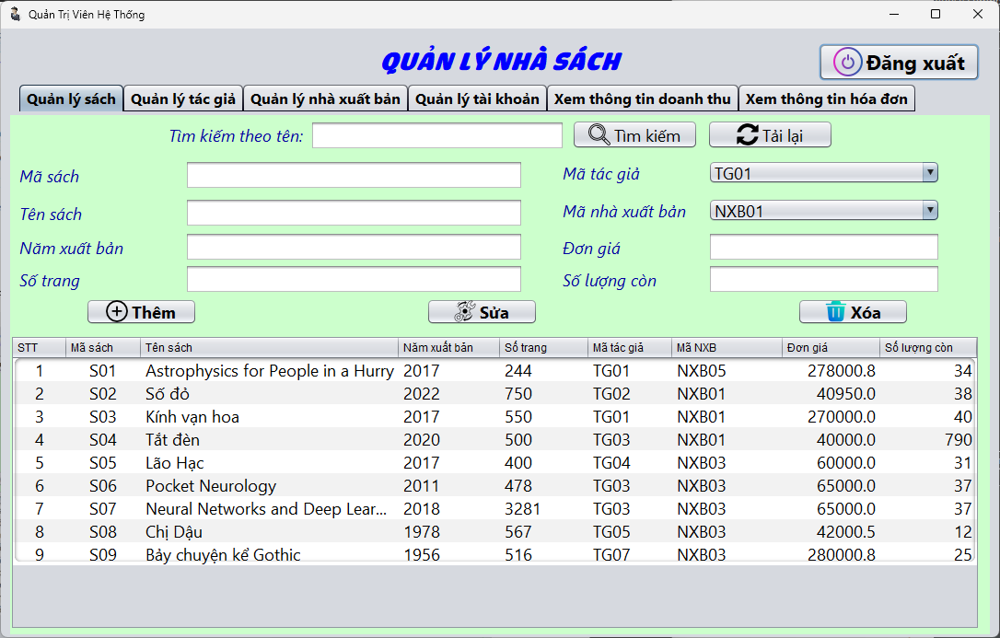 Quản Trị Viên Hệ Thống
QUẢN LÝ NHÀ SÁCH
Đăng xuất
Quản lý sách Quản lý tác giả Quản lý nhà xuất bản Quản lý tài khoản Xem thông tin doanh thu Xem thông tin hóa đơn
Tìm kiếm theo tên: Tìm kiếm Tải lại
Mã sách Mã tác giả TG01
Tên sách Mã nhà xuất bản NXB01
Năm xuất bản Đơn giá
Số trang Số lượng còn
Thêm Sửa Xóa
STT Mã sách Tên sách Năm xuất bản Số trang Mã tác giả Mã NXB Đơn giá Số lượng còn
1 S01 Astrophysics for People in a Hurry 2017 244 TG01 NXB05 278000.8 34
2 S02 Số đỏ 2022 750 TG02 NXB01 40950.0 38
3 S03 Kính vạn hoa 2017 550 TG01 NXB01 270000.0 40
4 S04 Tắt đèn 2020 500 TG03 NXB01 40000.0 790
5 S05 Lão Hạc 2017 400 TG04 NXB03 60000.0 31
6 S06 Pocket Neurology 2011 478 TG03 NXB03 65000.0 37
7 S07 Neural Networks and Deep Lear... 2018 3281 TG03 NXB03 65000.0 37
8 S08 Chị Dậu 1978 567 TG05 NXB03 42000.5 12
9 S09 Bảy chuyện kể Gothic 1956 516 TG07 NXB03 280000.8 25